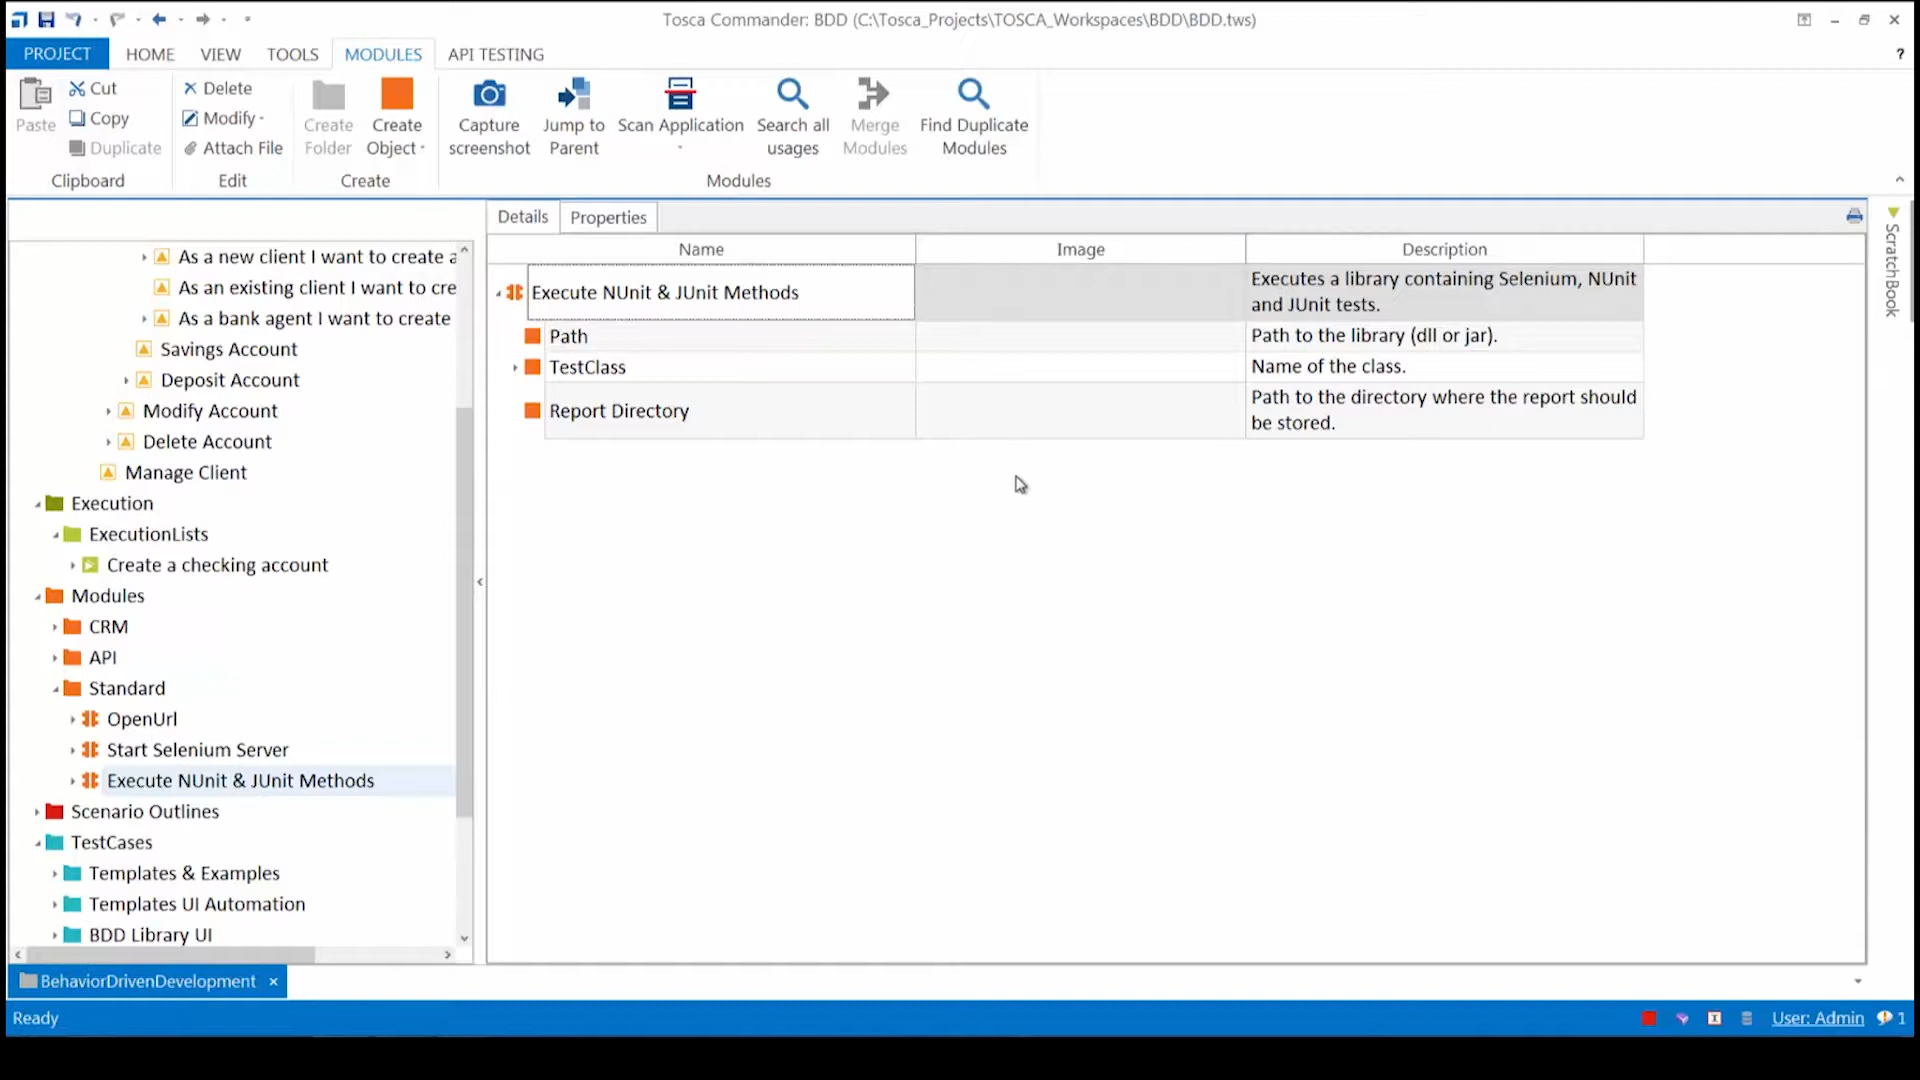 Tosca Commander: BDD (C:\Tosca_Projects\TOSCA_Workspaces\BDD\BDD.tws)
PROJECT HOME VIEW TOOLS MODULES API TESTING ?
Paste
Cut
Copy
Duplicate
Clipboard
Delete
Modify
Attach File
Edit
Create
Folder
Create
Object
Create
Capture
screenshot
Jump to
Parent
Scan Application
Search all
usages
Merge
Modules
Find Duplicate
Modules
Modules
As a new client I want to create a
As an existing client I want to cre
As a bank agent I want to create
Savings Account
Deposit Account
Modify Account
Delete Account
Manage Client
Execution
ExecutionLists
Create a checking account
Modules
CRM
API
Standard
OpenUrl
Start Selenium Server
Execute NUnit & JUnit Methods
Scenario Outlines
TestCases
Templates & Examples
Templates UI Automation
BDD Library UI
Details Properties
Name Image Description
Execute NUnit & JUnit Methods
Executes a library containing Selenium, NUnit
and JUnit tests.
Path
Path to the library (dll or jar).
TestClass
Name of the class.
Report Directory
Path to the directory where the report should
be stored.
ScratchBook
BehaviorDrivenDevelopment ×
Ready
User: Admin
1